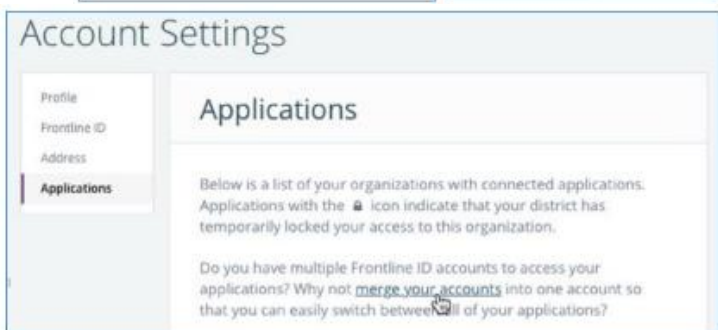 Account Settings
Profile
Frontline ID
Address
Applications
Applications
Below is a list of your organizations with connected applications.
Applications with the icon indicate that your district has
temporarily locked your access to this organization.
Do you have multiple Frontline ID accounts to access your
applications? Why not merge your accounts into one account so
that you can easily switch between all of your applications?